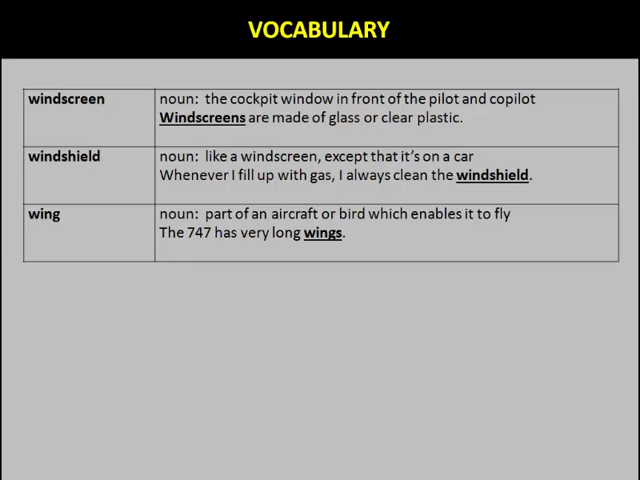 VOCABULARY
windscreen
noun: the cockpit window in front of the pilot and copilot
Windscreens are made of glass or clear plastic.
windshield
noun: like a windscreen, except that it's on a car
Whenever I fill up with gas, I always clean the windshield.
wing
noun: part of an aircraft or bird which enables it to fly
The 747 has very long wings.